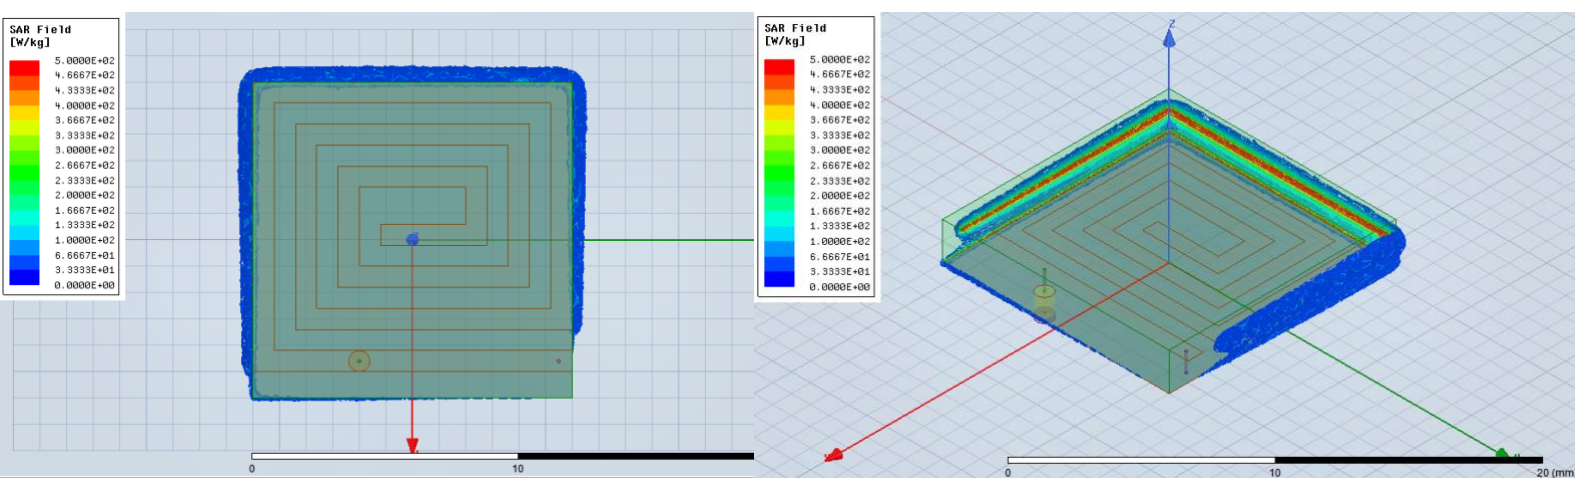 SAR Field
[W/kg]
5.0000E+02
4.6667E+02
4.3333E+02
4.0000E+02
3.6667E+02
3.3333E+02
3.0000E+02
2.6667E+02
2.3333E+02
2.0000E+02
1.6667E+02
1.3333E+02
1.0000E+02
6.6667E+01
3.3333E+01
0.0000E+00
0
10
SAR Field
[W/kg]
5.0000E+02
4.6667E+02
4.3333E+02
4.0000E+02
3.6667E+02
3.3333E+02
3.0000E+02
2.6667E+02
2.3333E+02
2.0000E+02
1.6667E+02
1.3333E+02
1.0000E+02
6.6667E+01
3.3333E+01
0.0000E+00
Z
0
10
20 (mm)